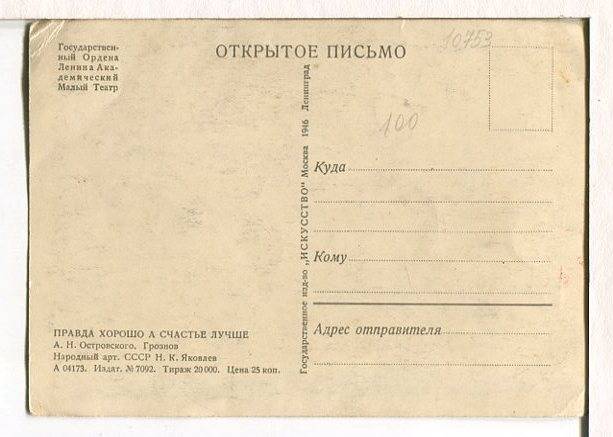 Государствен-
ный Ордена
Ленина Ака-
демический
Малый Театр
ОТКРЫТОЕ ПИСЬМО
10753
100
Государственное изд-во „ИСКУССТВО" Москва 1946 Ленинград
Куда
Кому
Адрес отправителя
ПРАВДА ХОРОШО А СЧАСТЬЕ ЛУЧШЕ
А. Н. Островского. Грознов
Народный арт. СССР Н. К. Яковлев
А 04173. Издат. № 7092. Тираж 20 000. Цена 25 коп.